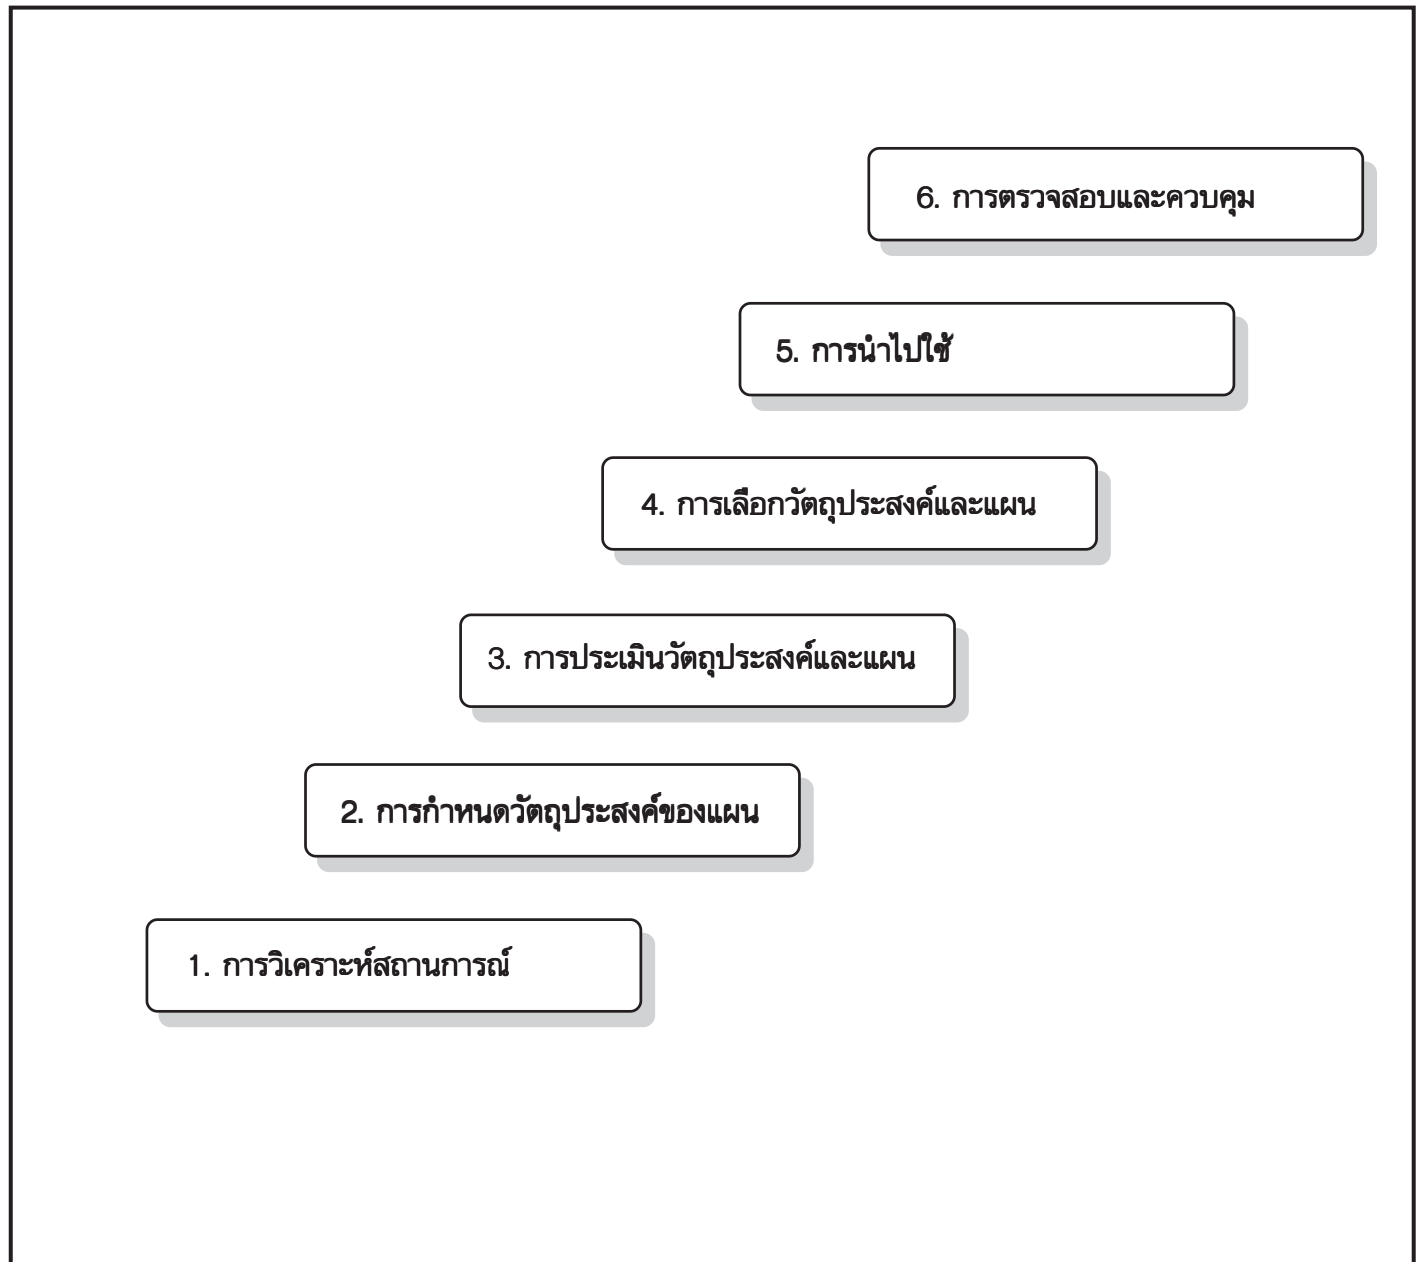 6. การตรวจสอบและควบคุม
5. การนำไปใช้
4. การเลือกวัตถุประสงค์และแผน
3. การประเมินวัตถุประสงค์และแผน
2. การกำหนดวัตถุประสงค์ของแผน
1. การวิเคราะห์สถานการณ์